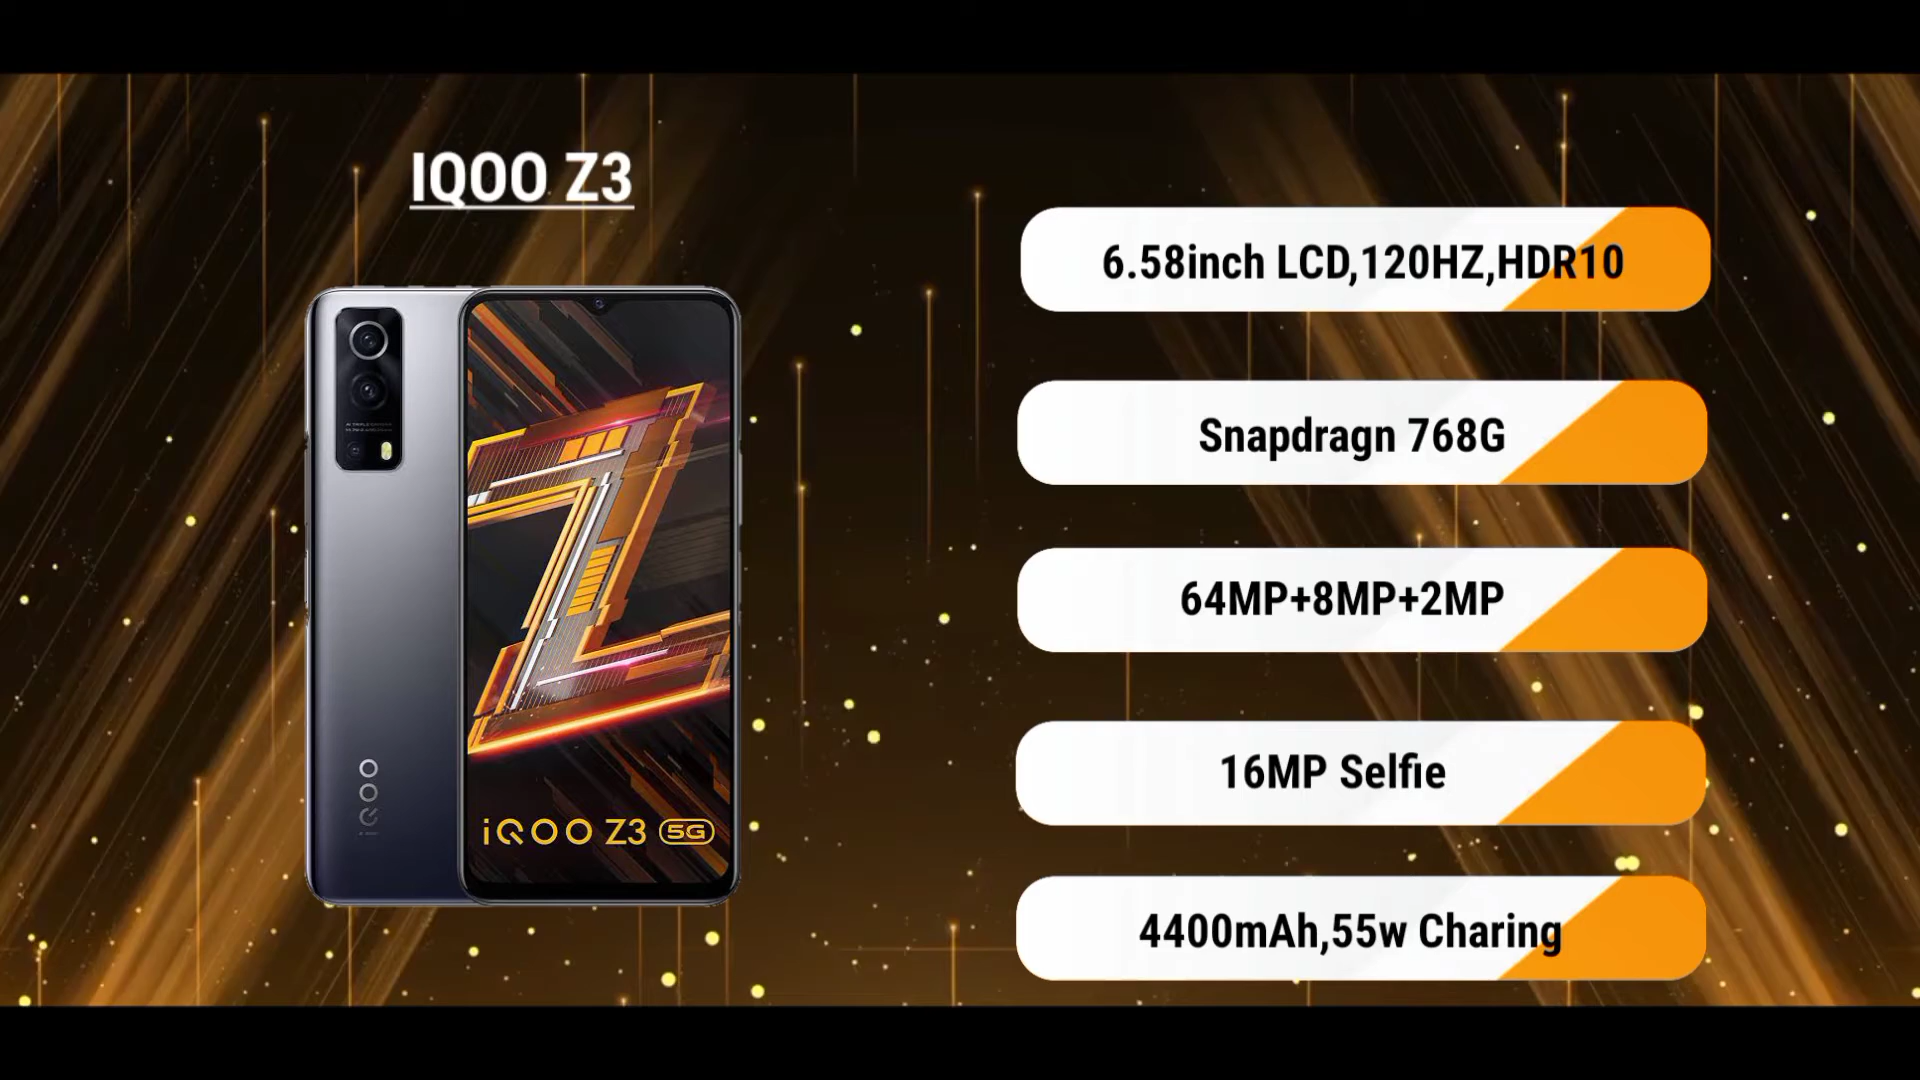 IQOO Z3
6.58inch LCD,120HZ,HDR10
Snapdragn 768G
64MP+8MP+2MP
16MP Selfie
4400mAh,55w Charing
iQOO
iQOO Z3 5G